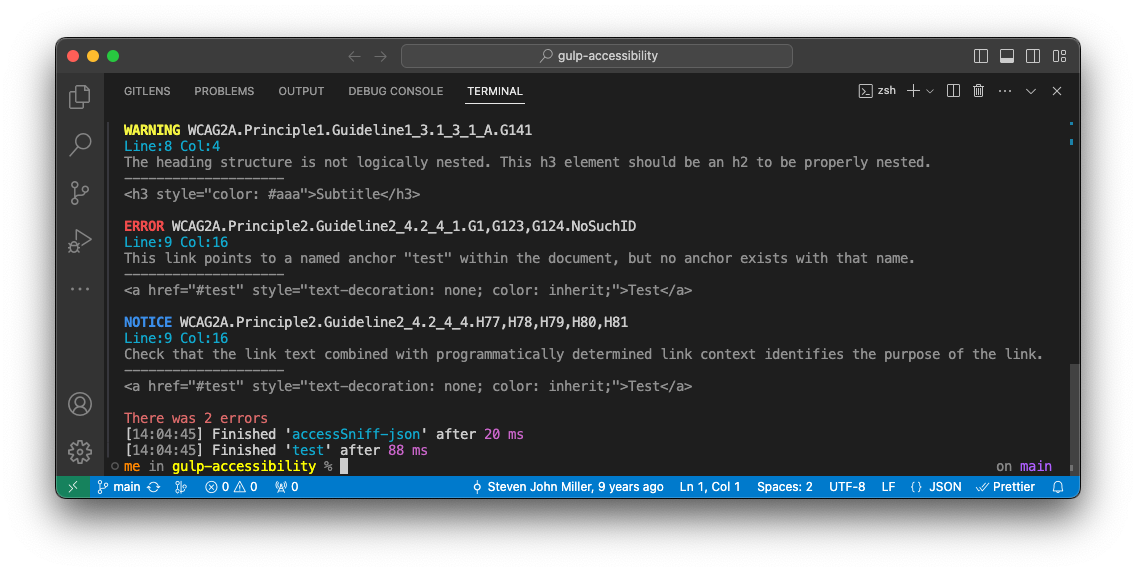 gulp-accessibility
GITLENS PROBLEMS OUTPUT DEBUG CONSOLE TERMINAL zsh
WARNING WCAG2A.Principle1.Guideline1_3.1_3_1_A.G141
Line:8 Col:4
The heading structure is not logically nested. This h3 element should be an h2 to be properly nested.
--------------------
<h3 style="color: #aaa">Subtitle</h3>
ERROR WCAG2A.Principle2.Guideline2_4.2_4_1.G1,G123,G124.NoSuchID
Line:9 Col:16
This link points to a named anchor "test" within the document, but no anchor exists with that name.
--------------------
<a href="#test" style="text-decoration: none; color: inherit;">Test</a>
NOTICE WCAG2A.Principle2.Guideline2_4.2_4_4.H77,H78,H79,H80,H81
Line:9 Col:16
Check that the link text combined with programmatically determined link context identifies the purpose of the link.
--------------------
<a href="#test" style="text-decoration: none; color: inherit;">Test</a>
There was 2 errors
[14:04:45] Finished 'accessSniff-json' after 20 ms
[14:04:45] Finished 'test' after 88 ms
me in gulp-accessibility % on main
main 0 0 0 Steven John Miller, 9 years ago Ln 1, Col 1 Spaces: 2 UTF-8 LF {} JSON Prettier